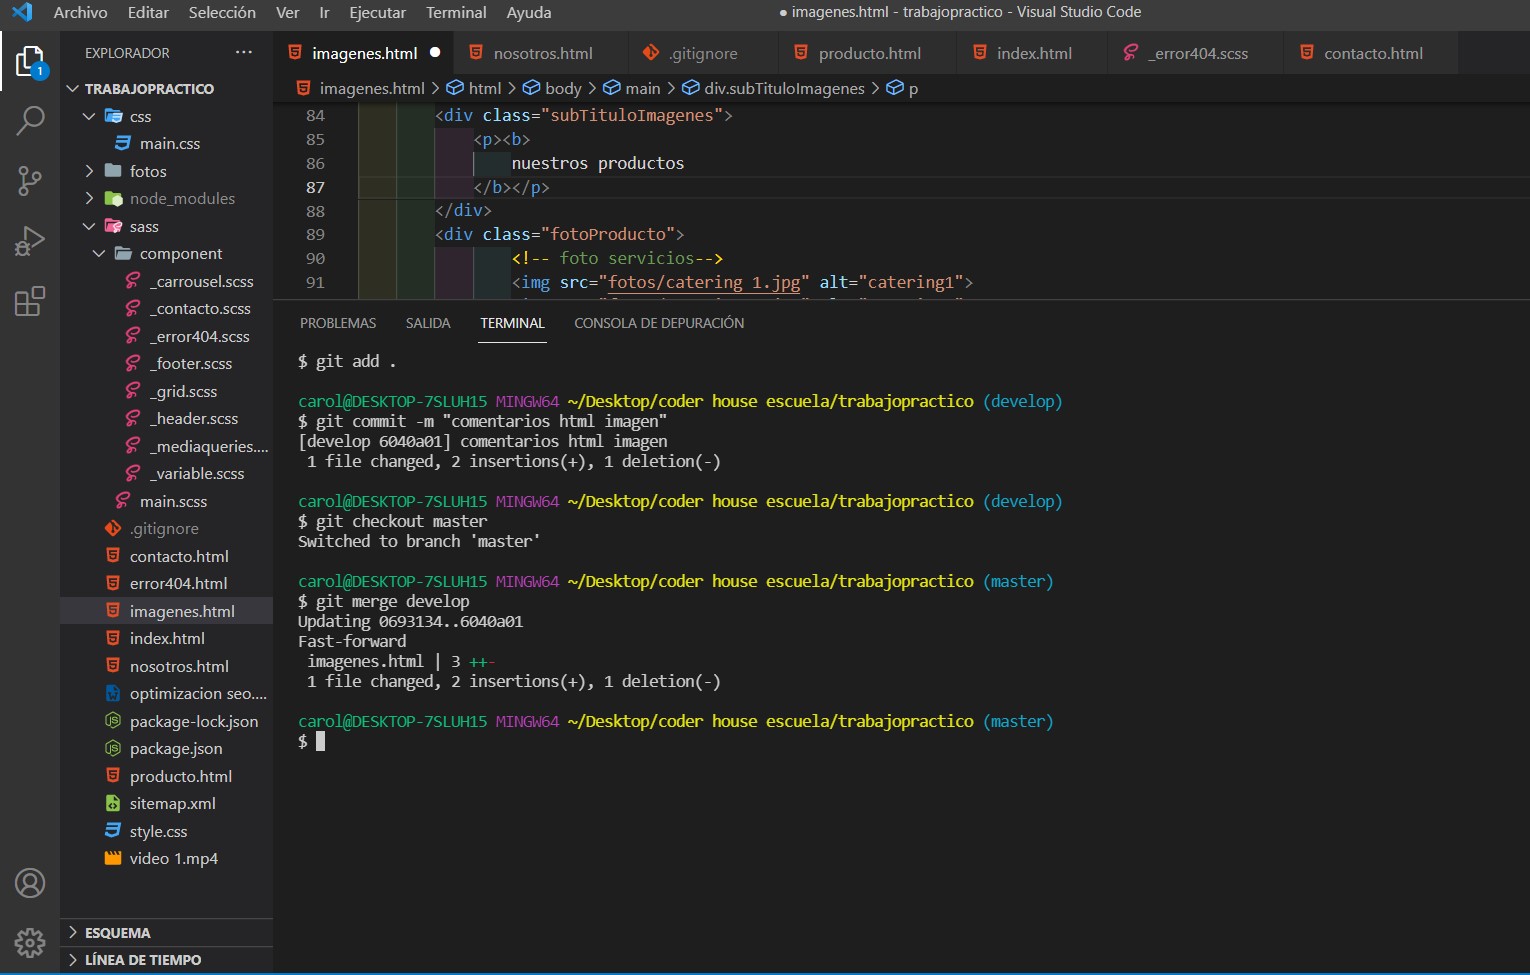 Archivo Editar Selección Ver Ir Ejecutar Terminal Ayuda
● imagenes.html - trabajopractico - Visual Studio Code
1
EXPLORADOR ...
TRABAJOPRACTICO
css
main.css
fotos
node_modules
sass
component
_carrousel.scss
_contacto.scss
_error404.scss
_footer.scss
_grid.scss
_header.scss
_mediaqueries....
_variable.scss
main.scss
.gitignore
contacto.html
error404.html
imagenes.html
index.html
nosotros.html
optimizacion seo....
package-lock.json
package.json
producto.html
sitemap.xml
style.css
video 1.mp4
ESQUEMA
LÍNEA DE TIEMPO
imagenes.html ● nosotros.html .gitignore producto.html index.html _error404.scss contacto.html
imagenes.html > html > body > main > div.subTituloImagenes > p
84 <div class="subTituloImagenes">
85 <p><b>
86 nuestros productos
87 </b></p>
88 </div>
89 <div class="fotoProducto">
90 <!-- foto servicios-->
91 <img src="fotos/catering 1.jpg" alt="catering1">
PROBLEMAS SALIDA TERMINAL CONSOLA DE DEPURACIÓN
$ git add .
carol@DESKTOP-7SLUH15 MINGW64 ~/Desktop/coder house escuela/trabajopractico (develop)
$ git commit -m "comentarios html imagen"
[develop 6040a01] comentarios html imagen
1 file changed, 2 insertions(+), 1 deletion(-)
carol@DESKTOP-7SLUH15 MINGW64 ~/Desktop/coder house escuela/trabajopractico (develop)
$ git checkout master
Switched to branch 'master'
carol@DESKTOP-7SLUH15 MINGW64 ~/Desktop/coder house escuela/trabajopractico (master)
$ git merge develop
Updating 0693134..6040a01
Fast-forward
imagenes.html | 3 ++-
1 file changed, 2 insertions(+), 1 deletion(-)
carol@DESKTOP-7SLUH15 MINGW64 ~/Desktop/coder house escuela/trabajopractico (master)
$